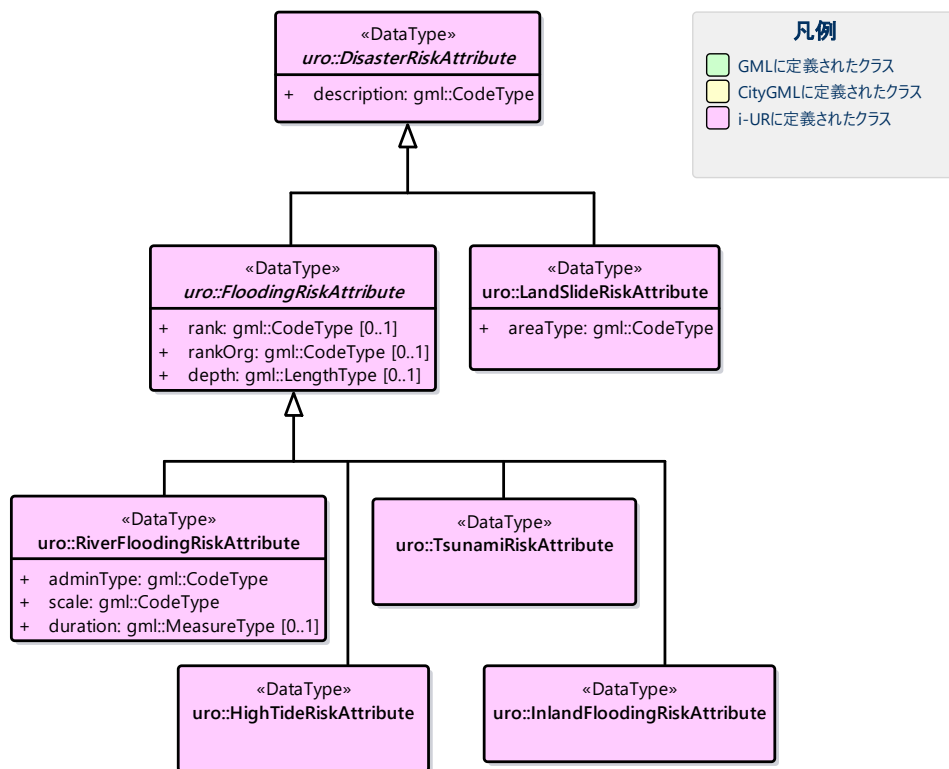 «DataType»
uro::DisasterRiskAttribute
+ description: gml::CodeType
凡例
GMLに定義されたクラス
CityGMLに定義されたクラス
i-URに定義されたクラス
«DataType»
uro::FloodingRiskAttribute
+ rank: gml::CodeType [0..1]
+ rankOrg: gml::CodeType [0..1]
+ depth: gml::LengthType [0..1]
«DataType»
uro::LandSlideRiskAttribute
+ areaType: gml::CodeType
«DataType»
uro::RiverFloodingRiskAttribute
+ adminType: gml::CodeType
+ scale: gml::CodeType
+ duration: gml::MeasureType [0..1]
«DataType»
uro::TsunamiRiskAttribute
«DataType»
uro::HighTideRiskAttribute
«DataType»
uro::InlandFloodingRiskAttribute